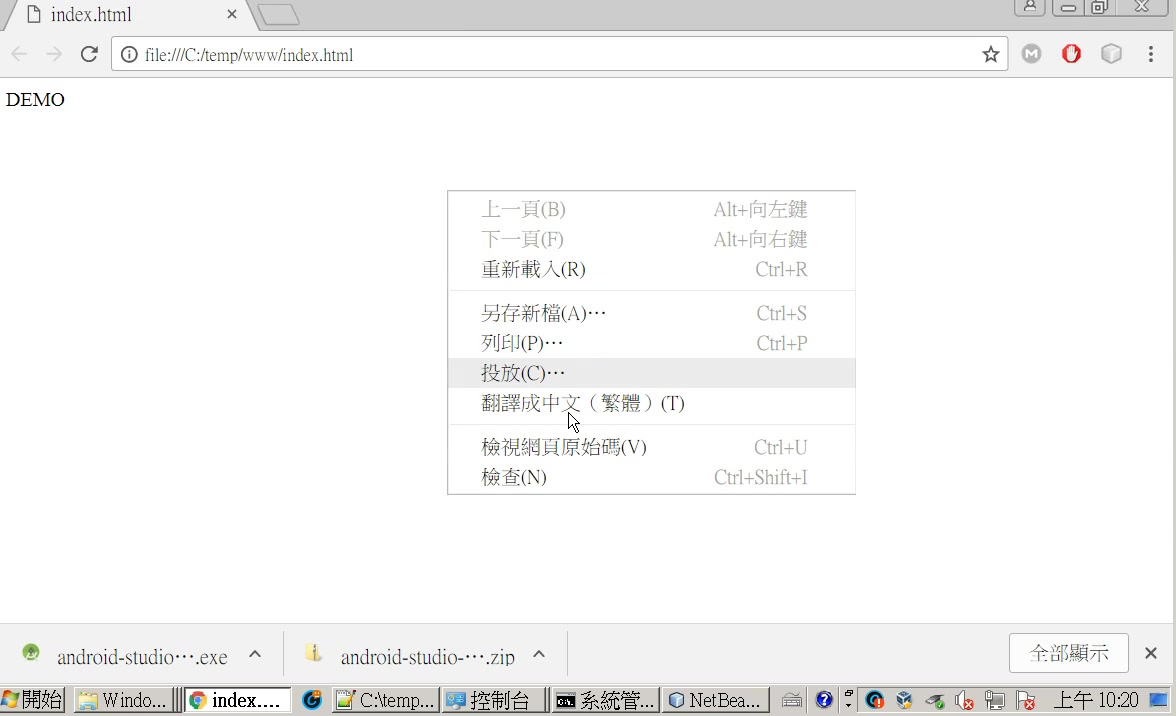 index.html
file:///C:/temp/www/index.html
DEMO
上一頁(B) Alt+向左鍵
下一頁(F) Alt+向右鍵
重新載入(R) Ctrl+R
另存新檔(A)… Ctrl+S
列印(P)… Ctrl+P
投放(C)…
翻譯成中文（繁體）(T)
檢視網頁原始碼(V) Ctrl+U
檢查(N) Ctrl+Shift+I
android-studio….exe android-studio-….zip 全部顯示
開始 Windo... index.... C:\temp... 控制台 系統管... NetBea... 上午 10:20